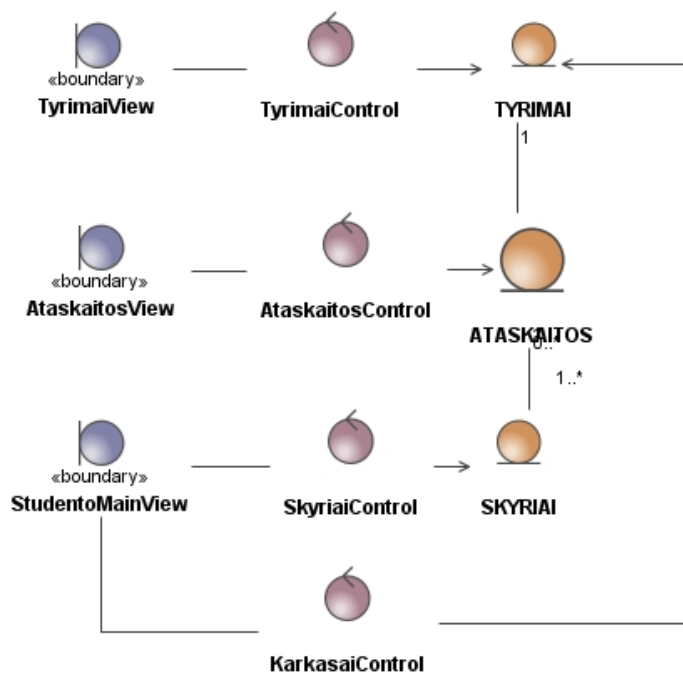 «boundary»
TyrimaiView
TyrimaiControl
TYRIMAI
1
«boundary»
AtaskaitosView
AtaskaitosControl
ATASKAITOS
1..*
«boundary»
StudentoMainView
SkyriaiControl
SKYRIAI
KarkasaiControl